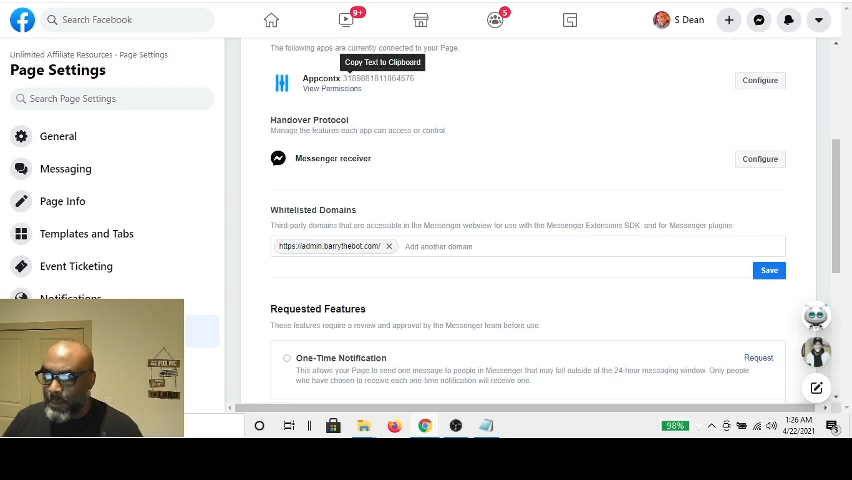 Search Facebook
9+
5
S Dean
Unlimited Affiliate Resources - Page Settings
Page Settings
Search Page Settings
General
Messaging
Page Info
Templates and Tabs
Event Ticketing
Notifications
The following apps are currently connected to your Page.
Copy Text to Clipboard
Appcontx 3189881811064576
View Permissions
Configure
Handover Protocol
Manage the features each app can access or control.
Messenger receiver
Configure
Whitelisted Domains
Third-party domains that are accessible in the Messenger webview for use with the Messenger Extensions SDK, and for Messenger plugins.
https://admin.barrythebot.com/
Add another domain
Save
Requested Features
These features require a review and approval by the Messenger team before use.
One-Time Notification
Request
This allows your Page to send one message to people in Messenger that may fall outside of the 24-hour messaging window. Only people
who have chosen to receive each one-time notification will receive one.
98%
1:26 AM
4/22/2021
3